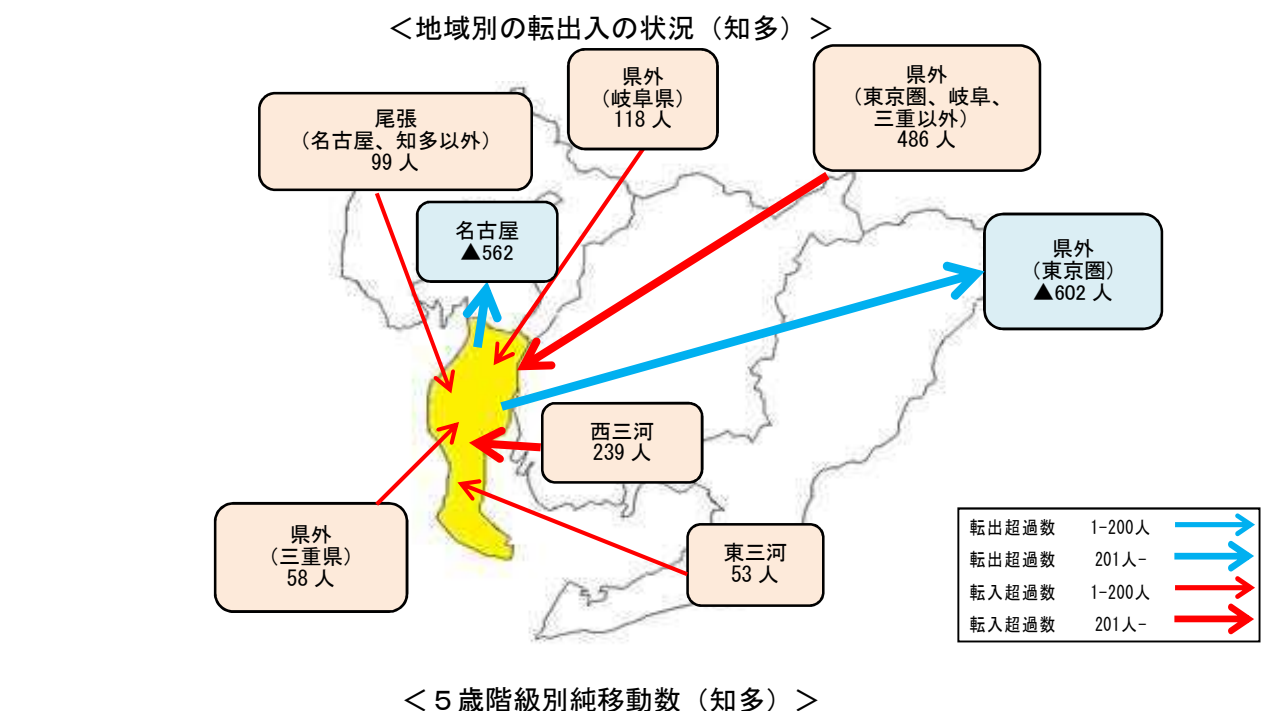 ＜地域別の転出入の状況（知多）＞
県外
（岐阜県）
118 人
県外
（東京圏、岐阜、
三重以外）
486 人
尾張
（名古屋、知多以外）
99 人
名古屋
▲562
県外
（東京圏）
▲602 人
西三河
239 人
県外
（三重県）
58 人
東三河
53 人
転出超過数 1-200人
転出超過数 201人-
転入超過数 1-200人
転入超過数 201人-
＜５歳階級別純移動数（知多）＞